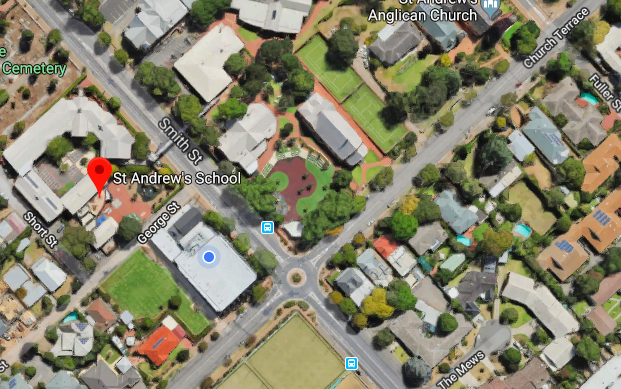 St Andrew's
Anglican Church
Church Terrace
Fuller St
Cemetery
Smith St
St Andrew's School
George St
Short St
The Mews
St